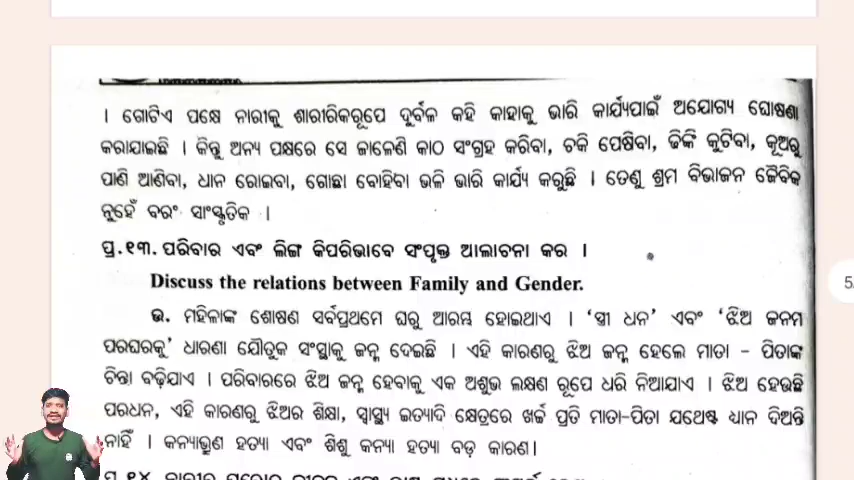 । ଗୋଟିଏ ପକ୍ଷେ ନାରୀକୁ ଶାରୀରିକରୂପେ ଦୁର୍ବଳ କହି କାହାକୁ ଭାରି କାର୍ଯ୍ୟପାଇଁ ଅଯୋଗ୍ୟ ଘୋଷଣା
କରାଯାଇଛି । କିନ୍ତୁ ଅନ୍ୟ ପକ୍ଷରେ ସେ ଜାଳେଣି କାଠ ସଂଗ୍ରହ କରିବା, ଚକି ପେଷିବା, ଢିଙ୍କି କୁଟିବା, କୂଅରୁ
ପାଣି ଆଣିବା, ଧାନ ରୋଇବା, ଗୋଛା ବୋହିବା ଭଳି ଭାରି କାର୍ଯ୍ୟ କରୁଛି । ତେଣୁ ଶ୍ରମ ବିଭାଜନ ଜୈବିକ
ନୁହେଁ ବରଂ ସାଂସ୍କୃତିକ ।
ପ୍ର.୧୩. ପରିବାର ଏବଂ ଲିଙ୍ଗ କିପରିଭାବେ ସଂପୃକ୍ତ ଆଲାଚନା କର ।
Discuss the relations between Family and Gender.
ଉ. ମହିଳାଙ୍କ ଶୋଷଣ ସର୍ବପ୍ରଥମେ ଘରୁ ଆରମ୍ଭ ହୋଇଥାଏ । ‘ସ୍ତ୍ରୀ ଧନ’ ଏବଂ ‘ଝିଅ ଜନମ
ପରଘରକୁ’ ଧାରଣା ଯୌତୁକ ସଂସ୍ଥାକୁ ଜନ୍ମ ଦେଇଛି । ଏହି କାରଣରୁ ଝିଅ ଜନ୍ମ ହେଲେ ମାତା – ପିତାଙ୍କ
ଚିନ୍ତା ବଢ଼ିଯାଏ । ପରିବାରରେ ଝିଅ ଜନ୍ମ ହେବାକୁ ଏକ ଅଶୁଭ ଲକ୍ଷଣ ରୂପେ ଧରି ନିଆଯାଏ । ଝିଅ ହେଉଛି
ପରଧନ, ଏହି କାରଣରୁ ଝିଅର ଶିକ୍ଷା, ସ୍ୱାସ୍ଥ୍ୟ ଇତ୍ୟାଦି କ୍ଷେତ୍ରରେ ଖର୍ଚ୍ଚ ପ୍ରତି ମାତା-ପିତା ଯଥେଷ୍ଟ ଧ୍ୟାନ ଦିଅନ୍ତି
ନାହିଁ । କନ୍ୟାଭ୍ରୁଣ ହତ୍ୟା ଏବଂ ଶିଶୁ କନ୍ୟା ହତ୍ୟା ବଡ଼ କାରଣ।